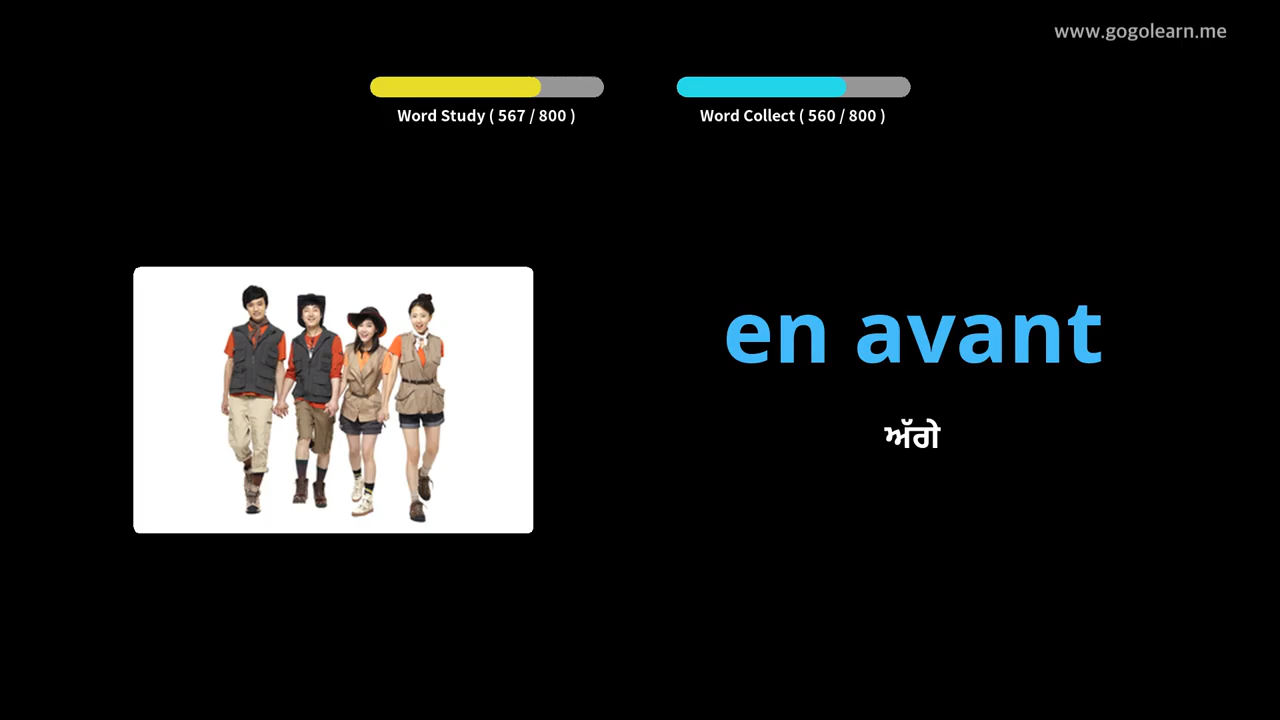 www.gogolearn.me
Word Study ( 567 / 800 )
Word Collect ( 560 / 800 )
en avant
ਅੱਗੇ